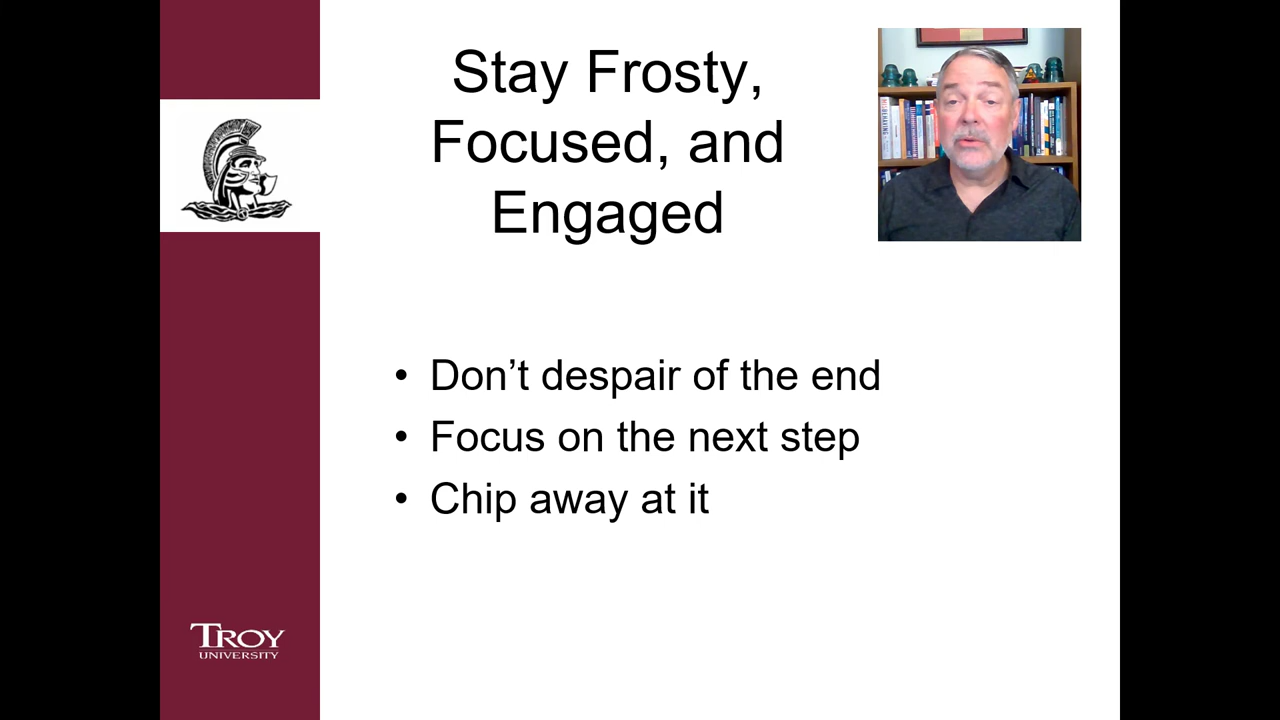 Stay Frosty,
Focused, and
Engaged
• Don’t despair of the end
• Focus on the next step
• Chip away at it
TROY
UNIVERSITY